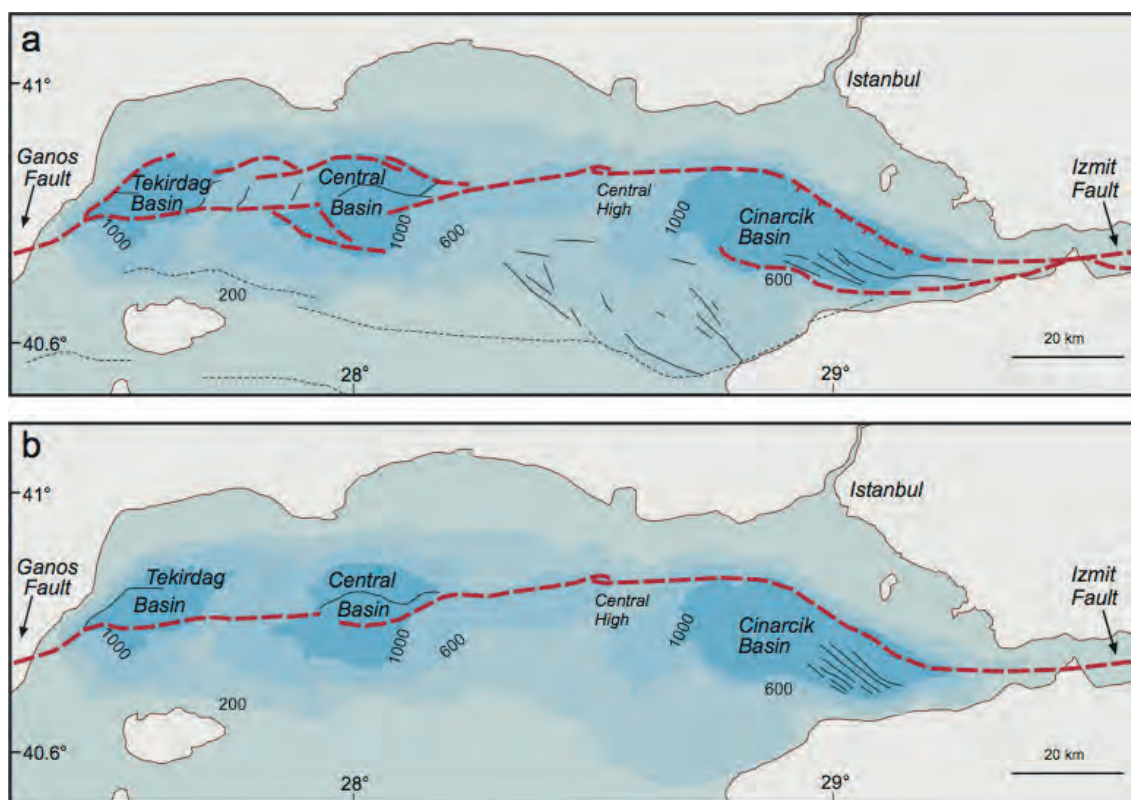 a
41°
Istanbul
Ganos
Fault
Tekirdag
Basin
Central
Basin
Central
High
Cinarcik
Basin
Izmit
Fault
1000
1000
600
1000
600
200
40.6°
28°
29°
20 km
b
41°
Istanbul
Ganos
Fault
Tekirdag
Basin
Central
Basin
Central
High
Cinarcik
Basin
Izmit
Fault
1000
1000
600
1000
600
200
40.6°
28°
29°
20 km